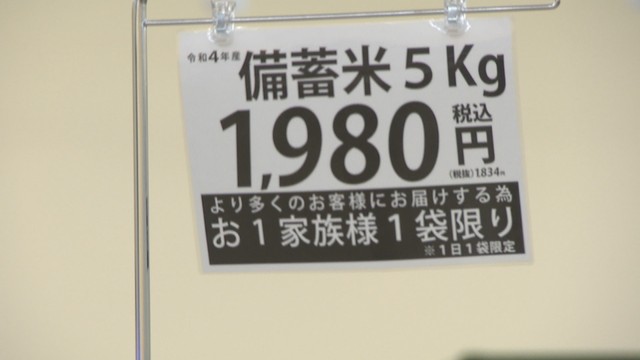 令和4年産
備蓄米5Kg
1,980円 税込
(税抜)1,834円
より多くのお客様にお届けする為
お1家族様1袋限り
※1日1袋限定